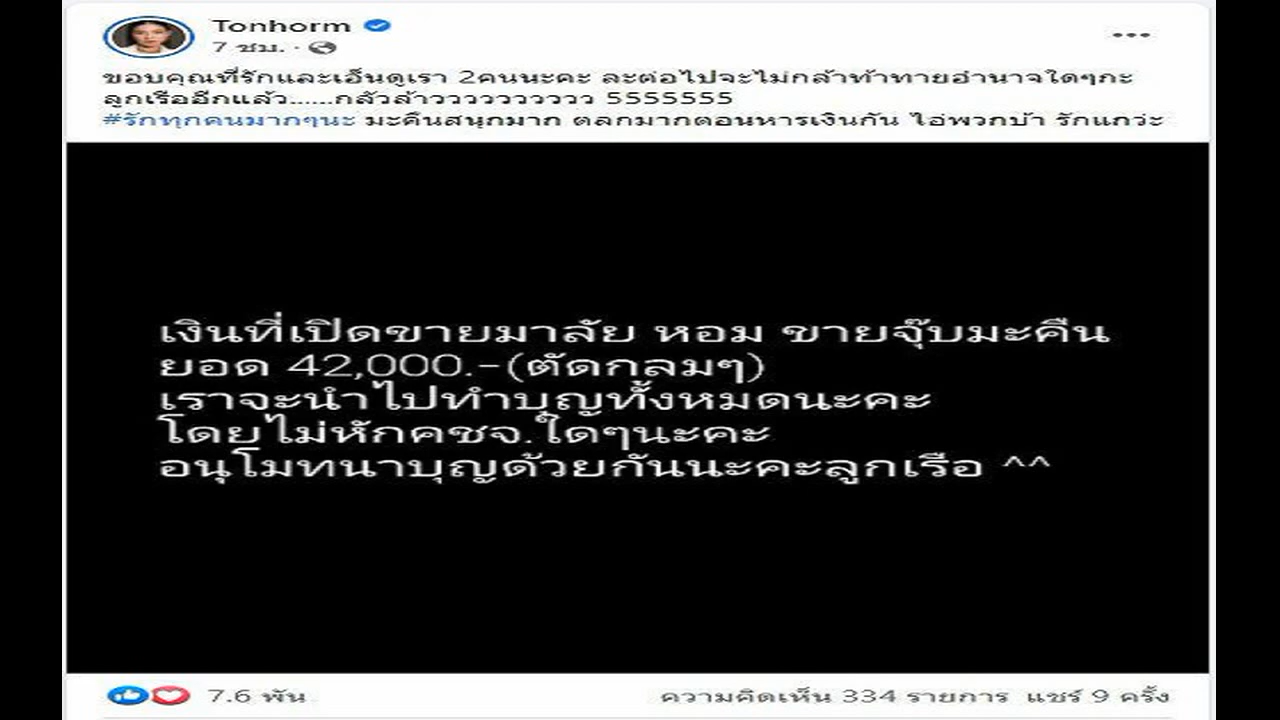 Tonhorm
7 ชม. ·
ขอบคุณที่รักและเอ็นดูเรา 2คนนะคะ ละต่อไปจะไม่กล้าท้าทายอำนาจใดๆกะ
ลูกเรืออีกแล้ว......กลัวล้าววววววววววว 5555555
#รักทุกคนมากๆนะ มะคืนสนุกมาก ตลกมากตอนหารเงินกัน ไอ่พวกบ้า รักแกว่ะ
เงินที่เปิดขายมาลัย หอม ขายจุ๊บมะคืน
ยอด 42,000.-(ตัดกลมๆ)
เราจะนำไปทำบุญทั้งหมดนะคะ
โดยไม่หักคชจ.ใดๆนะคะ
อนุโมทนาบุญด้วยกันนะคะลูกเรือ ^^
7.6 พัน ความคิดเห็น 334 รายการ แชร์ 9 ครั้ง